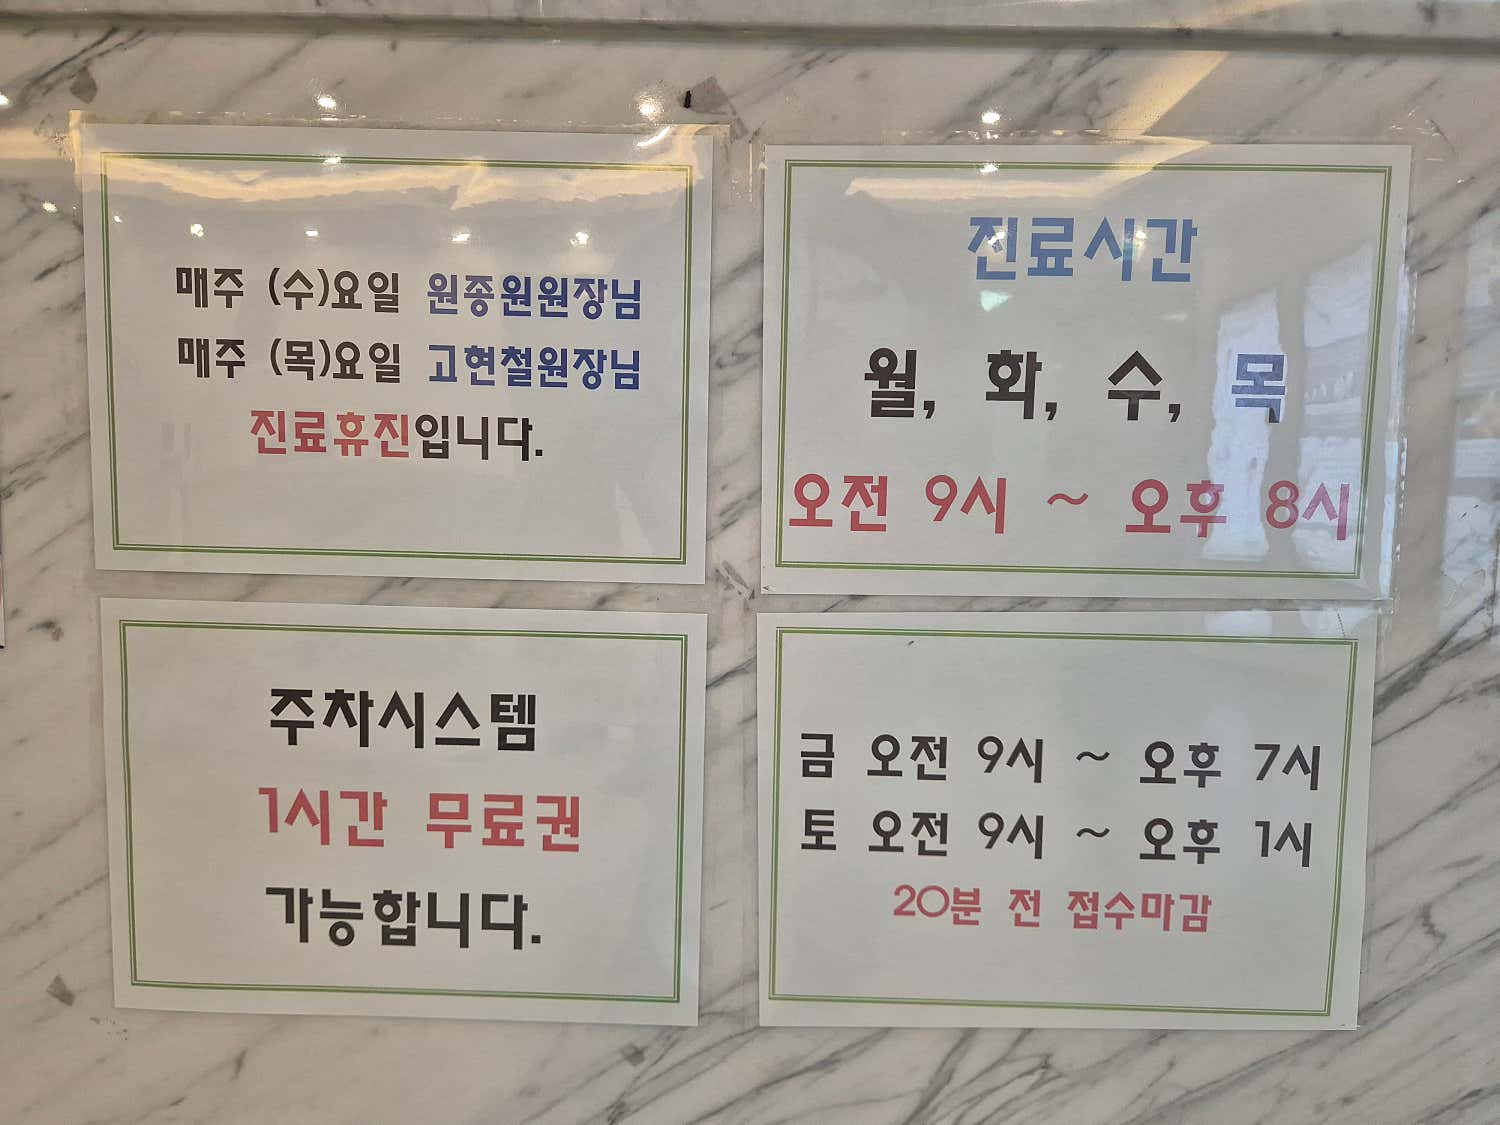 매주 (수)요일 원종원원장님
매주 (목)요일 고현철원장님
진료휴진입니다.
진료시간
월, 화, 수, 목
오전 9시 ~ 오후 8시
주차시스템
1시간 무료권
가능합니다.
금 오전 9시 ~ 오후 7시
토 오전 9시 ~ 오후 1시
20분 전 접수마감